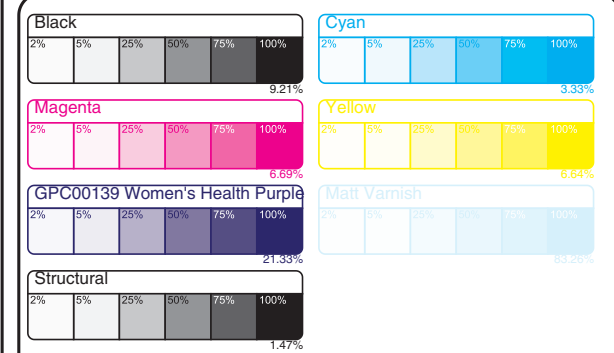 Black
2% 5% 25% 50% 75% 100%
9.21%
Cyan
2% 5% 25% 50% 75% 100%
3.33%
Magenta
2% 5% 25% 50% 75% 100%
6.69%
Yellow
2% 5% 25% 50% 75% 100%
6.64%
GPC00139 Women's Health Purple
2% 5% 25% 50% 75% 100%
21.33%
Matt Varnish
2% 5% 25% 50% 75% 100%
83.26%
Structural
2% 5% 25% 50% 75% 100%
1.47%